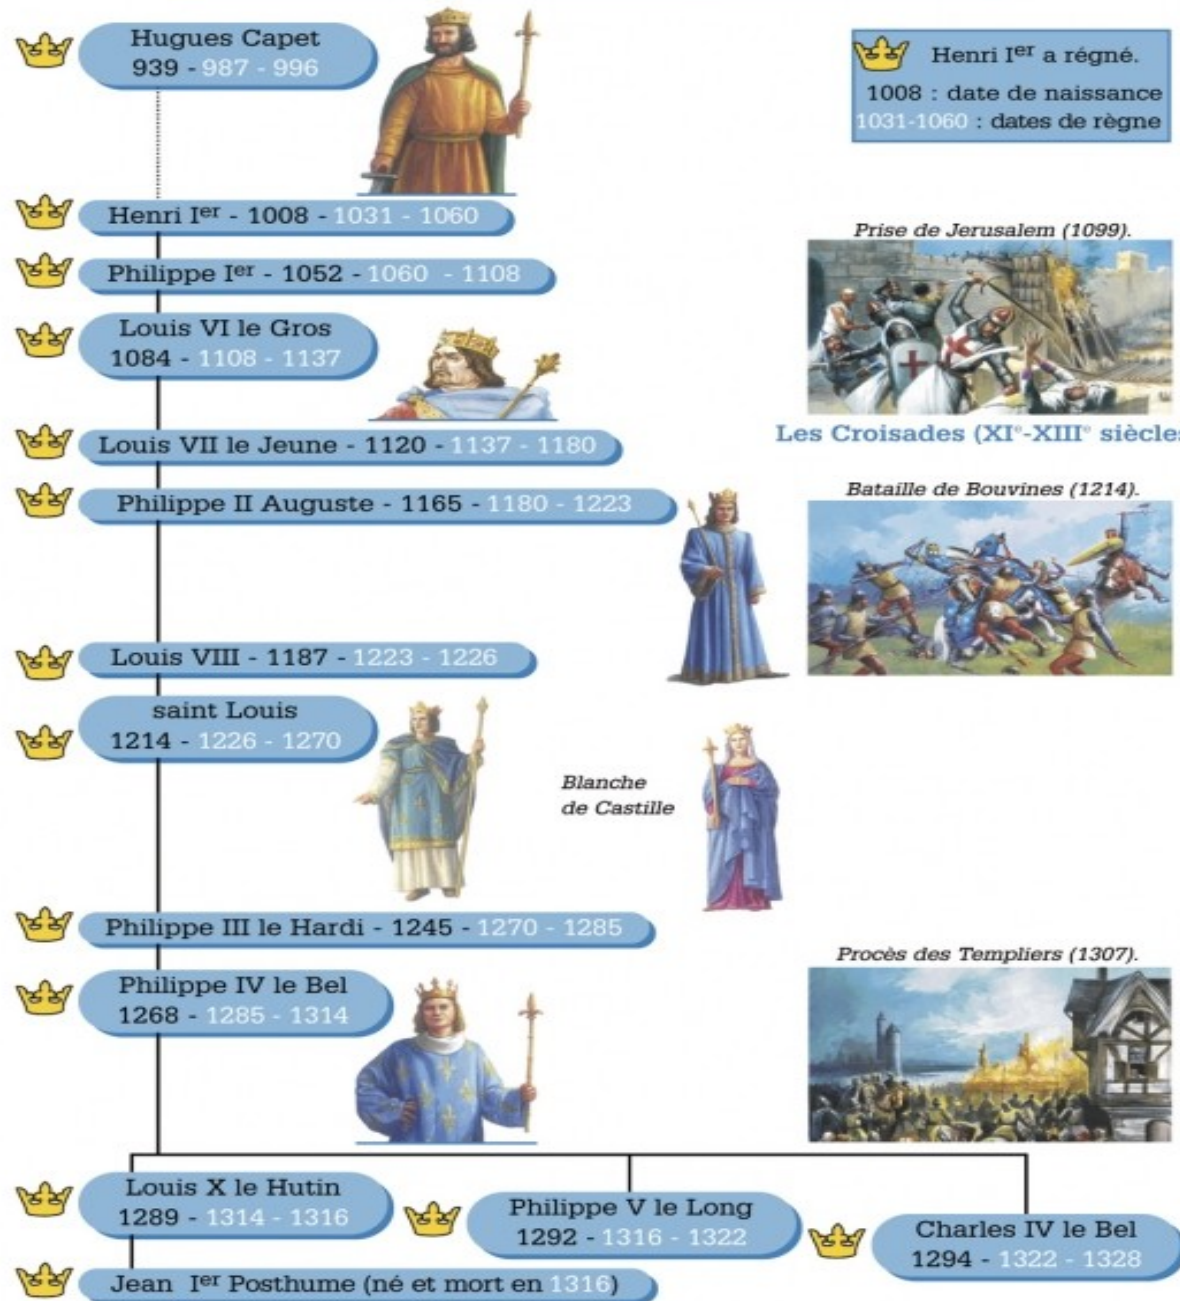 Hugues Capet
939 - 987 - 996
Henri Ier a régné.
1008 : date de naissance
1031-1060 : dates de règne
Henri Ier - 1008 - 1031 - 1060
Prise de Jerusalem (1099).
Philippe Ier - 1052 - 1060 - 1108
Louis VI le Gros
1084 - 1108 - 1137
Les Croisades (XIe-XIIIe siècles
Louis VII le Jeune - 1120 - 1137 - 1180
Philippe II Auguste - 1165 - 1180 - 1223
Bataille de Bouvines (1214).
Louis VIII - 1187 - 1223 - 1226
saint Louis
1214 - 1226 - 1270
Blanche
de Castille
Philippe III le Hardi - 1245 - 1270 - 1285
Procès des Templiers (1307).
Philippe IV le Bel
1268 - 1285 - 1314
Louis X le Hutin
1289 - 1314 - 1316
Philippe V le Long
1292 - 1316 - 1322
Charles IV le Bel
1294 - 1322 - 1328
Jean Ier Posthume (né et mort en 1316)